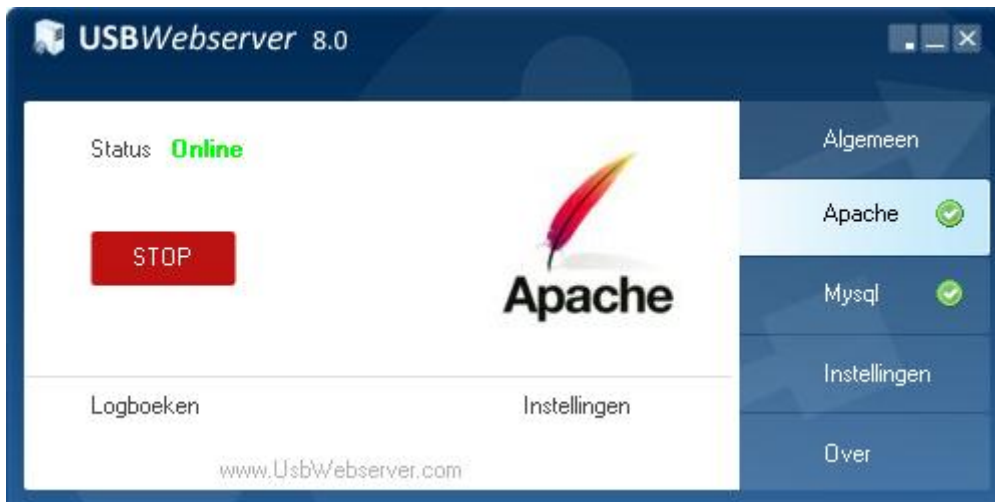 USBWebserver 8.0
Status Online
STOP
Apache
Logboeken
Instellingen
www.UsbWebserver.com
Algemeen
Apache
Mysql
Instellingen
Over